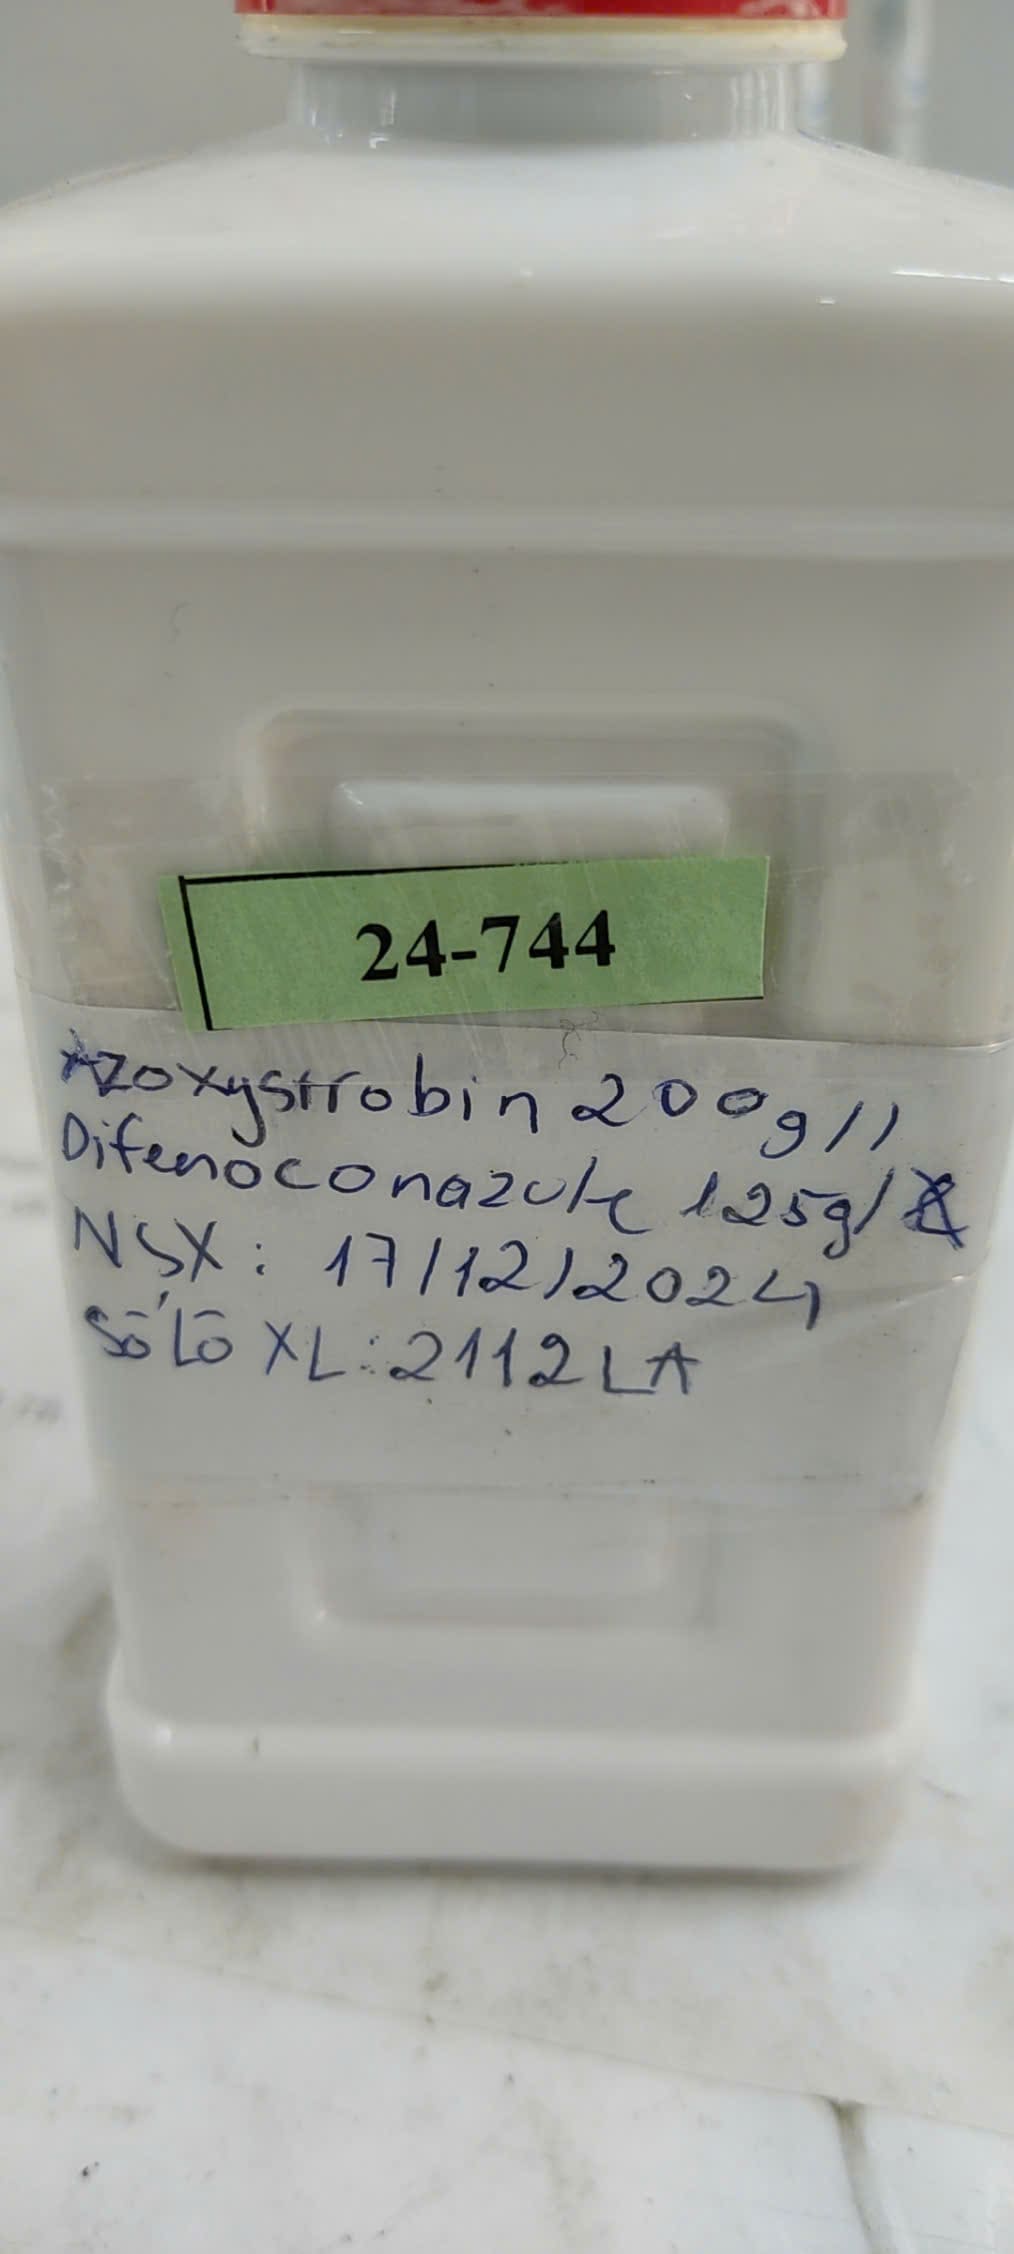 24-744
Azoxystrobin 200g/l
Difenoconazole 125g/l
NSX: 17/12/2024
Số Lô XL: 2112LA